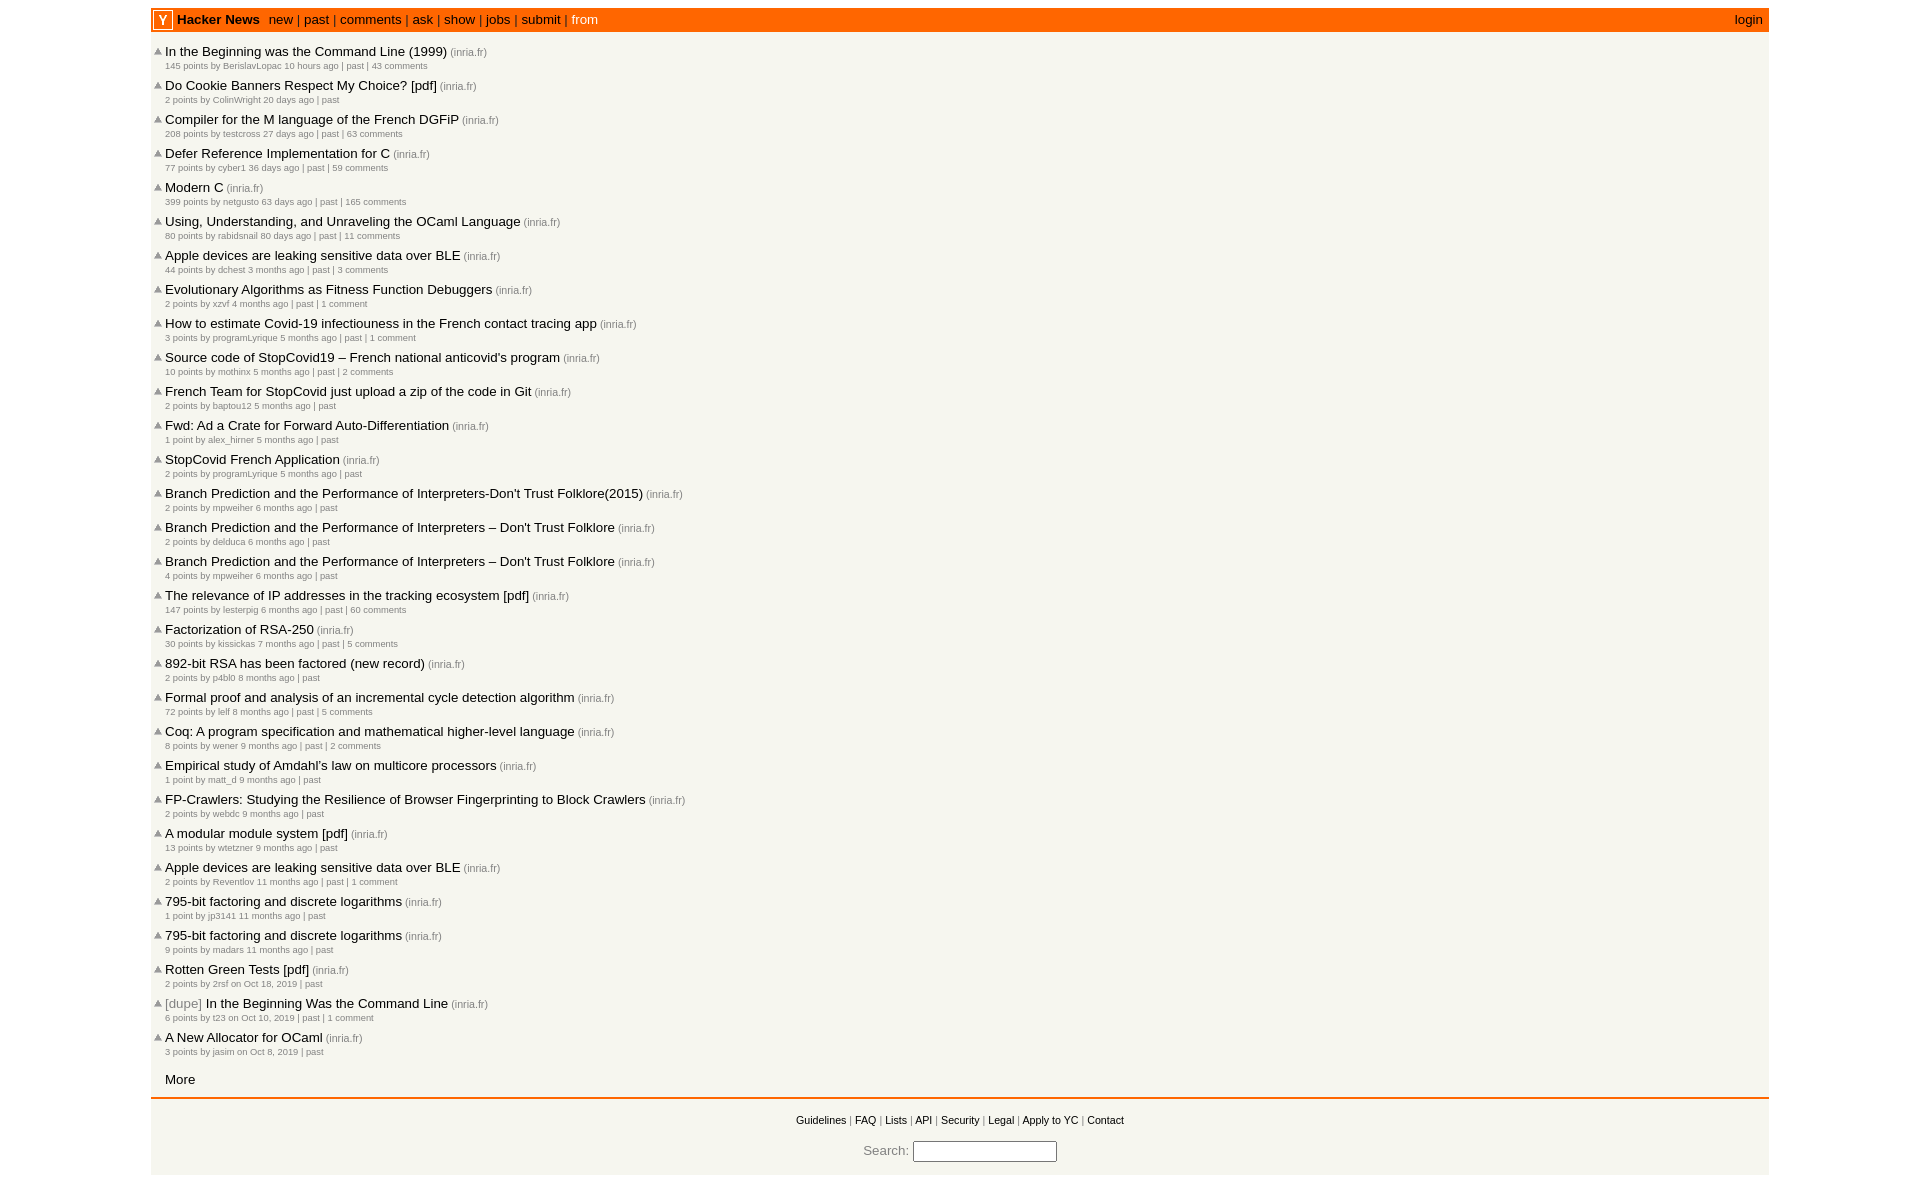 Y Hacker News new | past | comments | ask | show | jobs | submit | from login
In the Beginning was the Command Line (1999) (inria.fr)
145 points by BerislavLopac 10 hours ago | past | 43 comments
Do Cookie Banners Respect My Choice? [pdf] (inria.fr)
2 points by ColinWright 20 days ago | past
Compiler for the M language of the French DGFiP (inria.fr)
208 points by testcross 27 days ago | past | 63 comments
Defer Reference Implementation for C (inria.fr)
77 points by cyber1 36 days ago | past | 59 comments
Modern C (inria.fr)
399 points by netgusto 63 days ago | past | 165 comments
Using, Understanding, and Unraveling the OCaml Language (inria.fr)
80 points by rabidsnail 80 days ago | past | 11 comments
Apple devices are leaking sensitive data over BLE (inria.fr)
44 points by dchest 3 months ago | past | 3 comments
Evolutionary Algorithms as Fitness Function Debuggers (inria.fr)
2 points by xzvf 4 months ago | past | 1 comment
How to estimate Covid-19 infectiouness in the French contact tracing app (inria.fr)
3 points by programLyrique 5 months ago | past | 1 comment
Source code of StopCovid19 – French national anticovid's program (inria.fr)
10 points by mothinx 5 months ago | past | 2 comments
French Team for StopCovid just upload a zip of the code in Git (inria.fr)
2 points by baptou12 5 months ago | past
Fwd: Ad a Crate for Forward Auto-Differentiation (inria.fr)
1 point by alex_hirner 5 months ago | past
StopCovid French Application (inria.fr)
2 points by programLyrique 5 months ago | past
Branch Prediction and the Performance of Interpreters-Don't Trust Folklore(2015) (inria.fr)
2 points by mpweiher 6 months ago | past
Branch Prediction and the Performance of Interpreters – Don't Trust Folklore (inria.fr)
2 points by delduca 6 months ago | past
Branch Prediction and the Performance of Interpreters – Don't Trust Folklore (inria.fr)
4 points by mpweiher 6 months ago | past
The relevance of IP addresses in the tracking ecosystem [pdf] (inria.fr)
147 points by lesterpig 6 months ago | past | 60 comments
Factorization of RSA-250 (inria.fr)
30 points by kissickas 7 months ago | past | 5 comments
892-bit RSA has been factored (new record) (inria.fr)
2 points by p4bl0 8 months ago | past
Formal proof and analysis of an incremental cycle detection algorithm (inria.fr)
72 points by lelf 8 months ago | past | 5 comments
Coq: A program specification and mathematical higher-level language (inria.fr)
8 points by wener 9 months ago | past | 2 comments
Empirical study of Amdahl’s law on multicore processors (inria.fr)
1 point by matt_d 9 months ago | past
FP-Crawlers: Studying the Resilience of Browser Fingerprinting to Block Crawlers (inria.fr)
2 points by webdc 9 months ago | past
A modular module system [pdf] (inria.fr)
13 points by wtetzner 9 months ago | past
Apple devices are leaking sensitive data over BLE (inria.fr)
2 points by Reventlov 11 months ago | past | 1 comment
795-bit factoring and discrete logarithms (inria.fr)
1 point by jp3141 11 months ago | past
795-bit factoring and discrete logarithms (inria.fr)
9 points by madars 11 months ago | past
Rotten Green Tests [pdf] (inria.fr)
2 points by 2rsf on Oct 18, 2019 | past
[dupe] In the Beginning Was the Command Line (inria.fr)
6 points by t23 on Oct 10, 2019 | past | 1 comment
A New Allocator for OCaml (inria.fr)
3 points by jasim on Oct 8, 2019 | past
More
Guidelines | FAQ | Lists | API | Security | Legal | Apply to YC | Contact
Search: